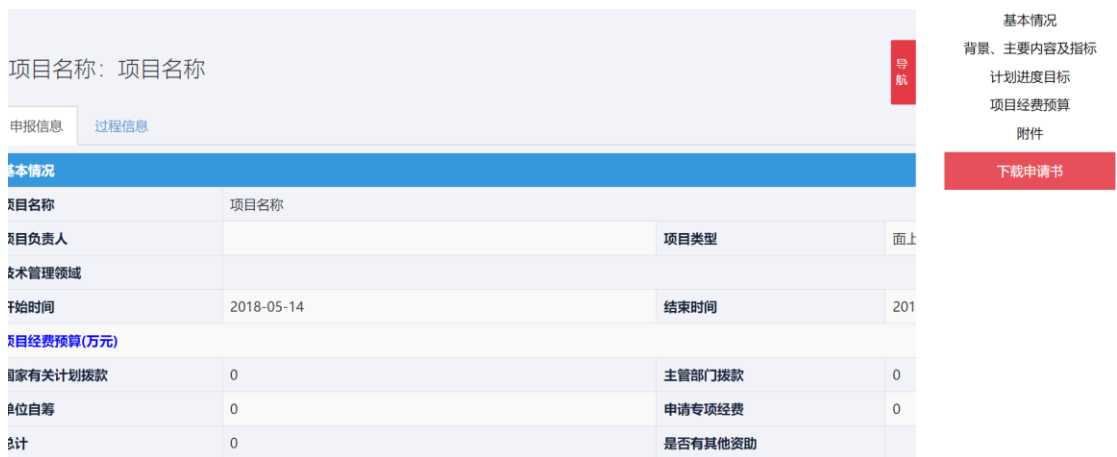 基本情况
背景、主要内容及指标
项目名称：项目名称
导航
计划进度目标
项目经费预算
附件
申报信息 过程信息
下载申请书
基本情况
项目名称 项目名称
项目负责人 项目类型 面上
技术管理领域
开始时间 2018-05-14 结束时间 201
项目经费预算(万元)
国家有关计划拨款 0 主管部门拨款 0
单位自筹 0 申请专项经费 0
总计 0 是否有其他资助